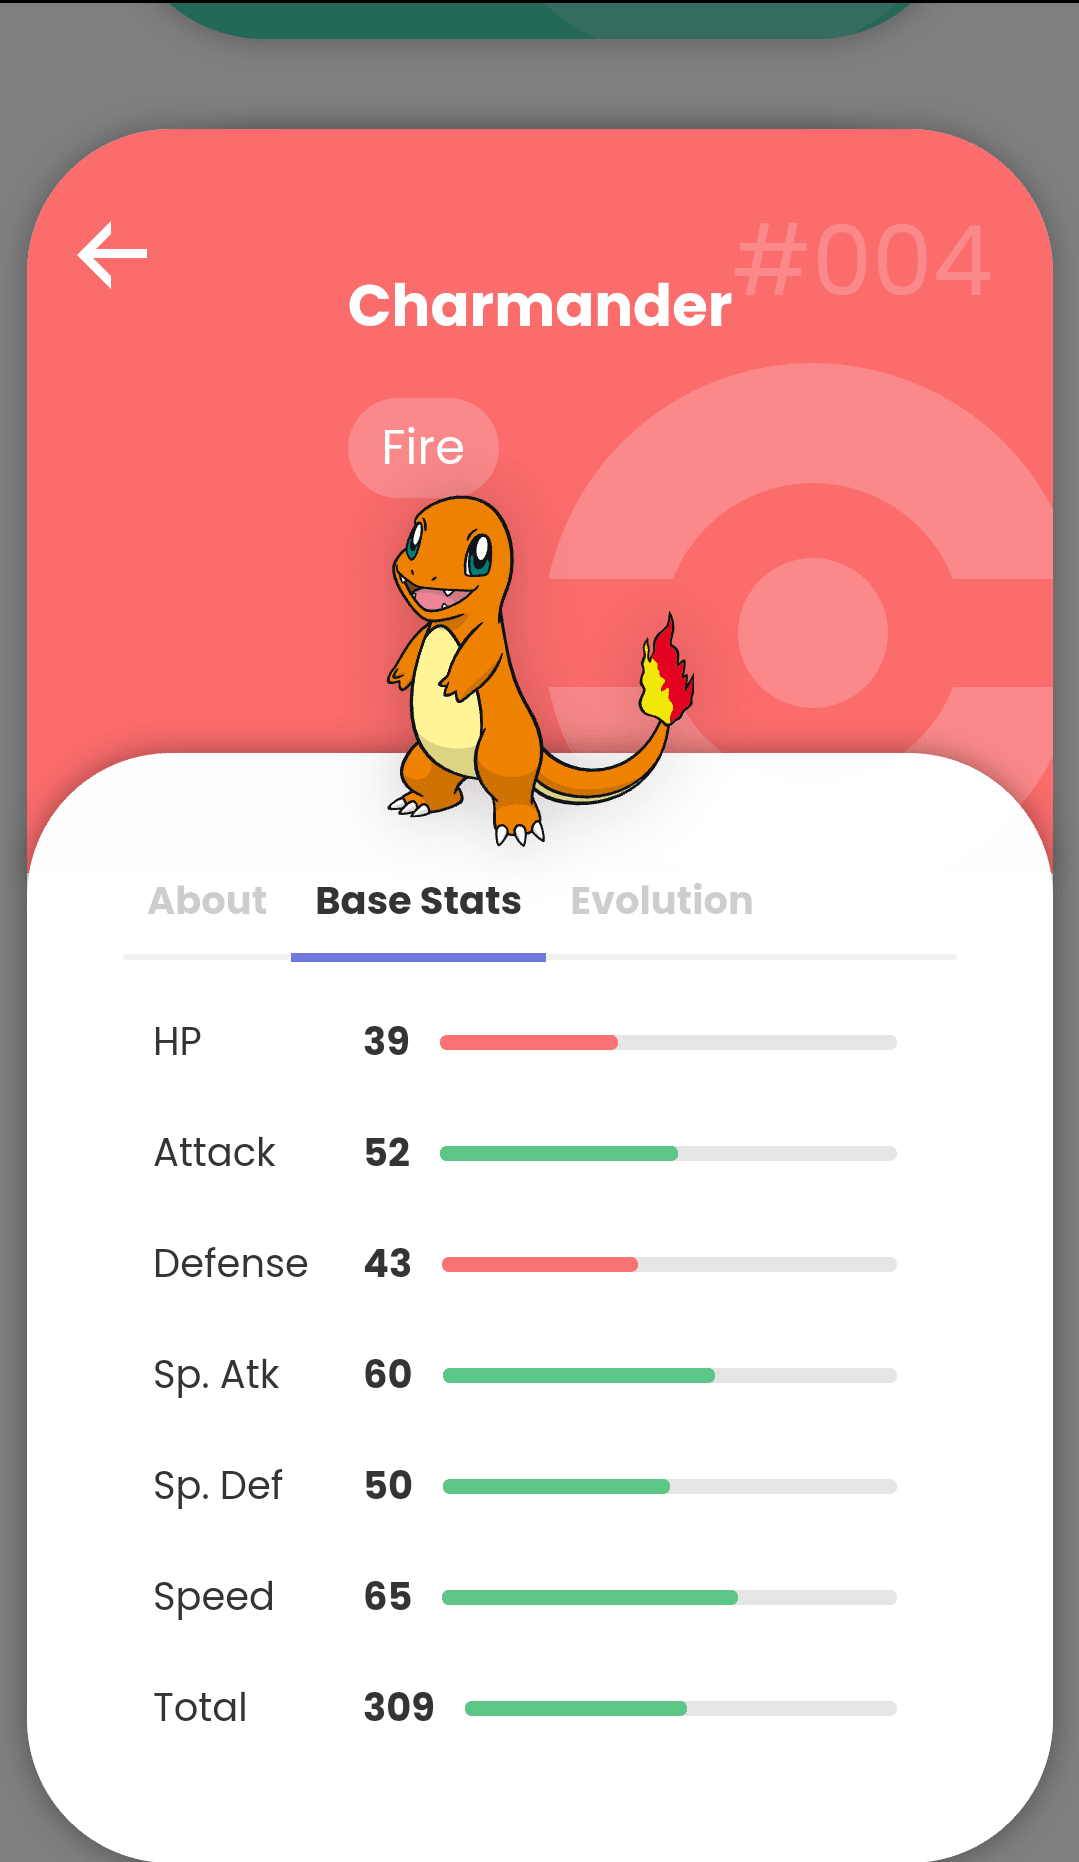 #004
Charmander
Fire
About Base Stats Evolution
HP 39
Attack 52
Defense 43
Sp. Atk 60
Sp. Def 50
Speed 65
Total 309